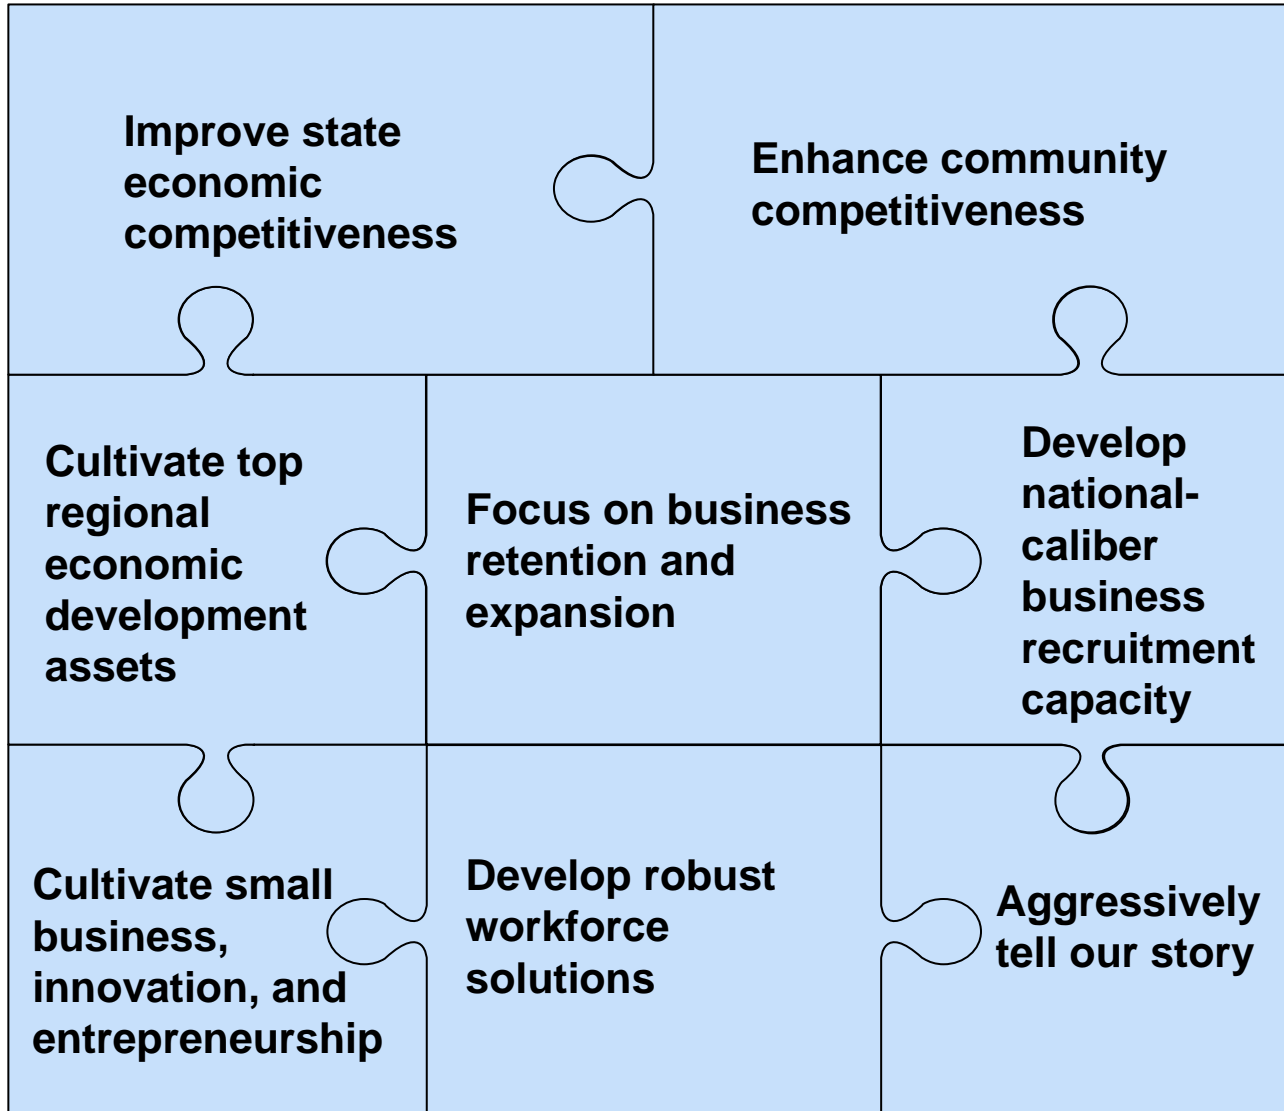 Improve state
economic
competitiveness
Enhance community
competitiveness
Cultivate top
regional
economic
development
assets
Focus on business
retention and
expansion
Develop
national-
caliber
business
recruitment
capacity
Cultivate small
business,
innovation, and
entrepreneurship
Develop robust
workforce
solutions
Aggressively
tell our story